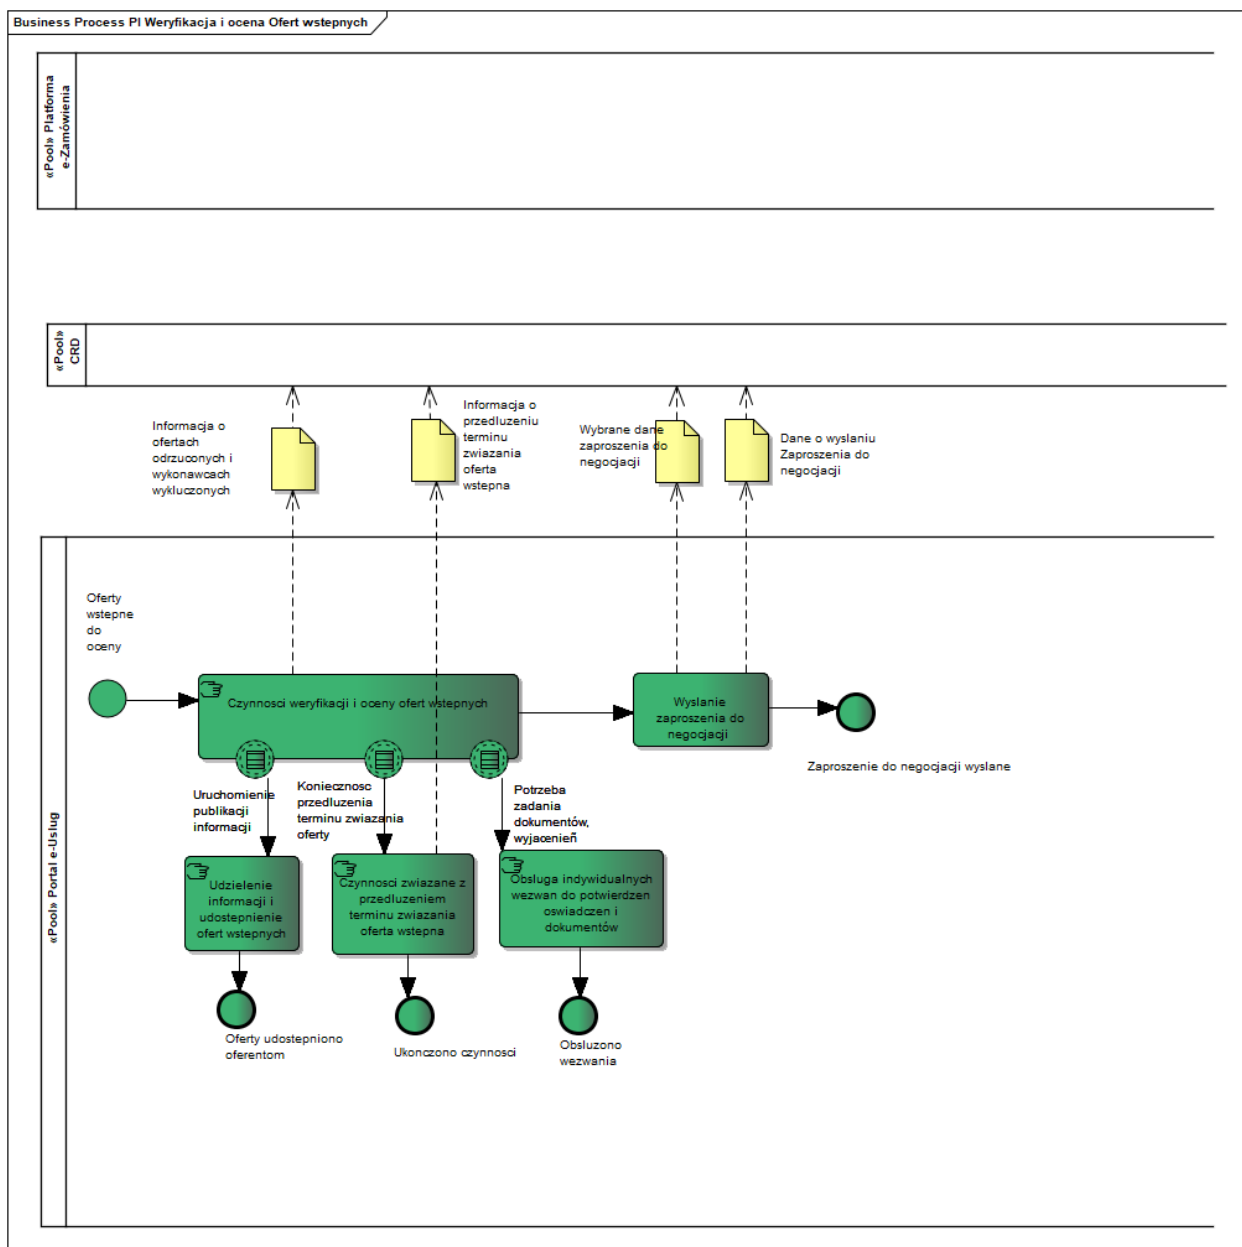 Business Process PI Weryfikacja i ocena Ofert wstepnych
«Pool» Platforma
e-Zamówienia
«Pool»
CRD
Informacja o
ofertach
odrzuconych i
wykonawcach
wykluczonych
Informacja o
przedluzeniu
terminu
zwiazania
oferta
wstepna
Wybrane dane
zaproszenia do
negocjacji
Dane o wyslaniu
Zaproszenia do
negocjacji
«Pool» Portal e-Uslug
Oferty
wstepne
do
oceny
Czynnosci weryfikacji i oceny ofert wstepnych
Wyslanie
zaproszenia do
negocjacji
Zaproszenie do negocjacji wyslane
Uruchomienie
publikacji
informacji
Koniecznosc
przedluzenia
terminu zwiazania
oferty
Potrzeba
zadania
dokumentów,
wyjaœnieñ
Udzielenie
informacji i
udostepnienie
ofert wstepnych
Czynnosci zwiazane z
przedluzeniem
terminu zwiazania
oferta wstepna
Obsluga indywidualnych
wezwan do potwierdzen
oswiadczen i
dokumentów
Oferty udostepniono
oferentom
Ukonczono czynnosci
Obsluzono
wezwania